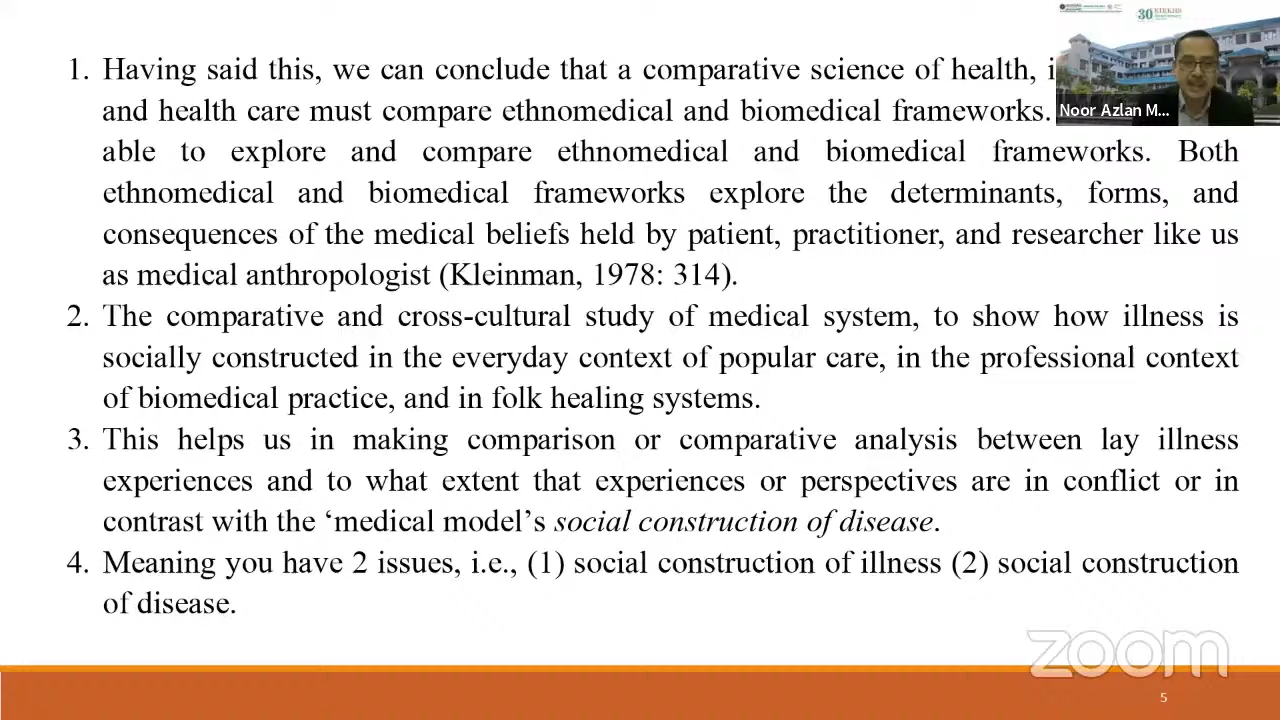 1. Having said this, we can conclude that a comparative science of health,
and health care must compare ethnomedical and biomedical frameworks.
able to explore and compare ethnomedical and biomedical frameworks. Both
ethnomedical and biomedical frameworks explore the determinants, forms, and
consequences of the medical beliefs held by patient, practitioner, and researcher like us
as medical anthropologist (Kleinman, 1978: 314).
2. The comparative and cross-cultural study of medical system, to show how illness is
socially constructed in the everyday context of popular care, in the professional context
of biomedical practice, and in folk healing systems.
3. This helps us in making comparison or comparative analysis between lay illness
experiences and to what extent that experiences or perspectives are in conflict or in
contrast with the ‘medical model’s social construction of disease.
4. Meaning you have 2 issues, i.e., (1) social construction of illness (2) social construction
of disease.
30
Noor Azlan M...
zoom
5